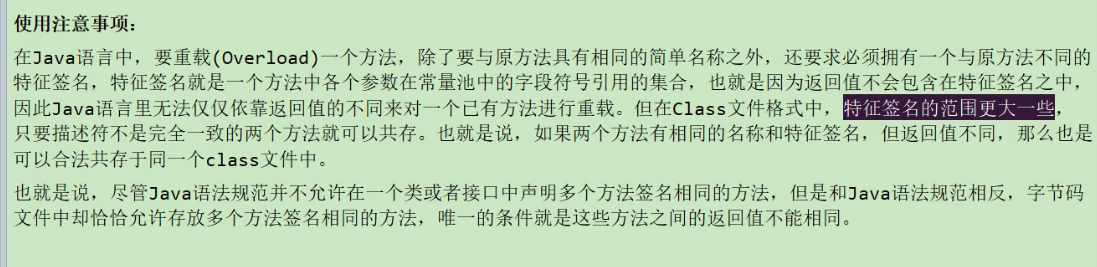 使用注意事项：
在Java语言中，要重载(Overload)一个方法，除了要与原方法具有相同的简单名称之外，还要求必须拥有一个与原方法不同的
特征签名，特征签名就是一个方法中各个参数在常量池中的字段符号引用的集合，也就是因为返回值不会包含在特征签名之中，
因此Java语言里无法仅仅依靠返回值的不同来对一个已有方法进行重载。但在Class文件格式中，特征签名的范围更大一些，
只要描述符不是完全一致的两个方法就可以共存。也就是说，如果两个方法有相同的名称和特征签名，但返回值不同，那么也是
可以合法共存于同一个class文件中。
也就是说，尽管Java语法规范并不允许在一个类或者接口中声明多个方法签名相同的方法，但是和Java语法规范相反，字节码
文件中却恰恰允许存放多个方法签名相同的方法，唯一的条件就是这些方法之间的返回值不能相同。